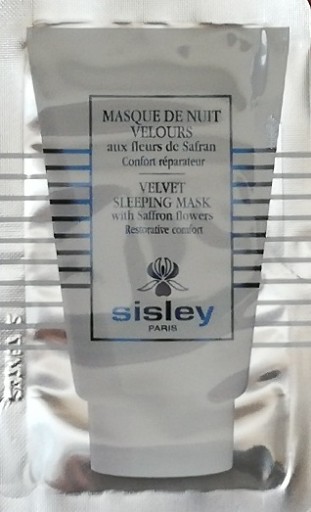 MASQUE DE NUIT
VELOURS
aux fleurs de Safran
Confort réparateur
VELVET
SLEEPING MASK
with Saffron flowers
Restorative comfort
sisley
PARIS